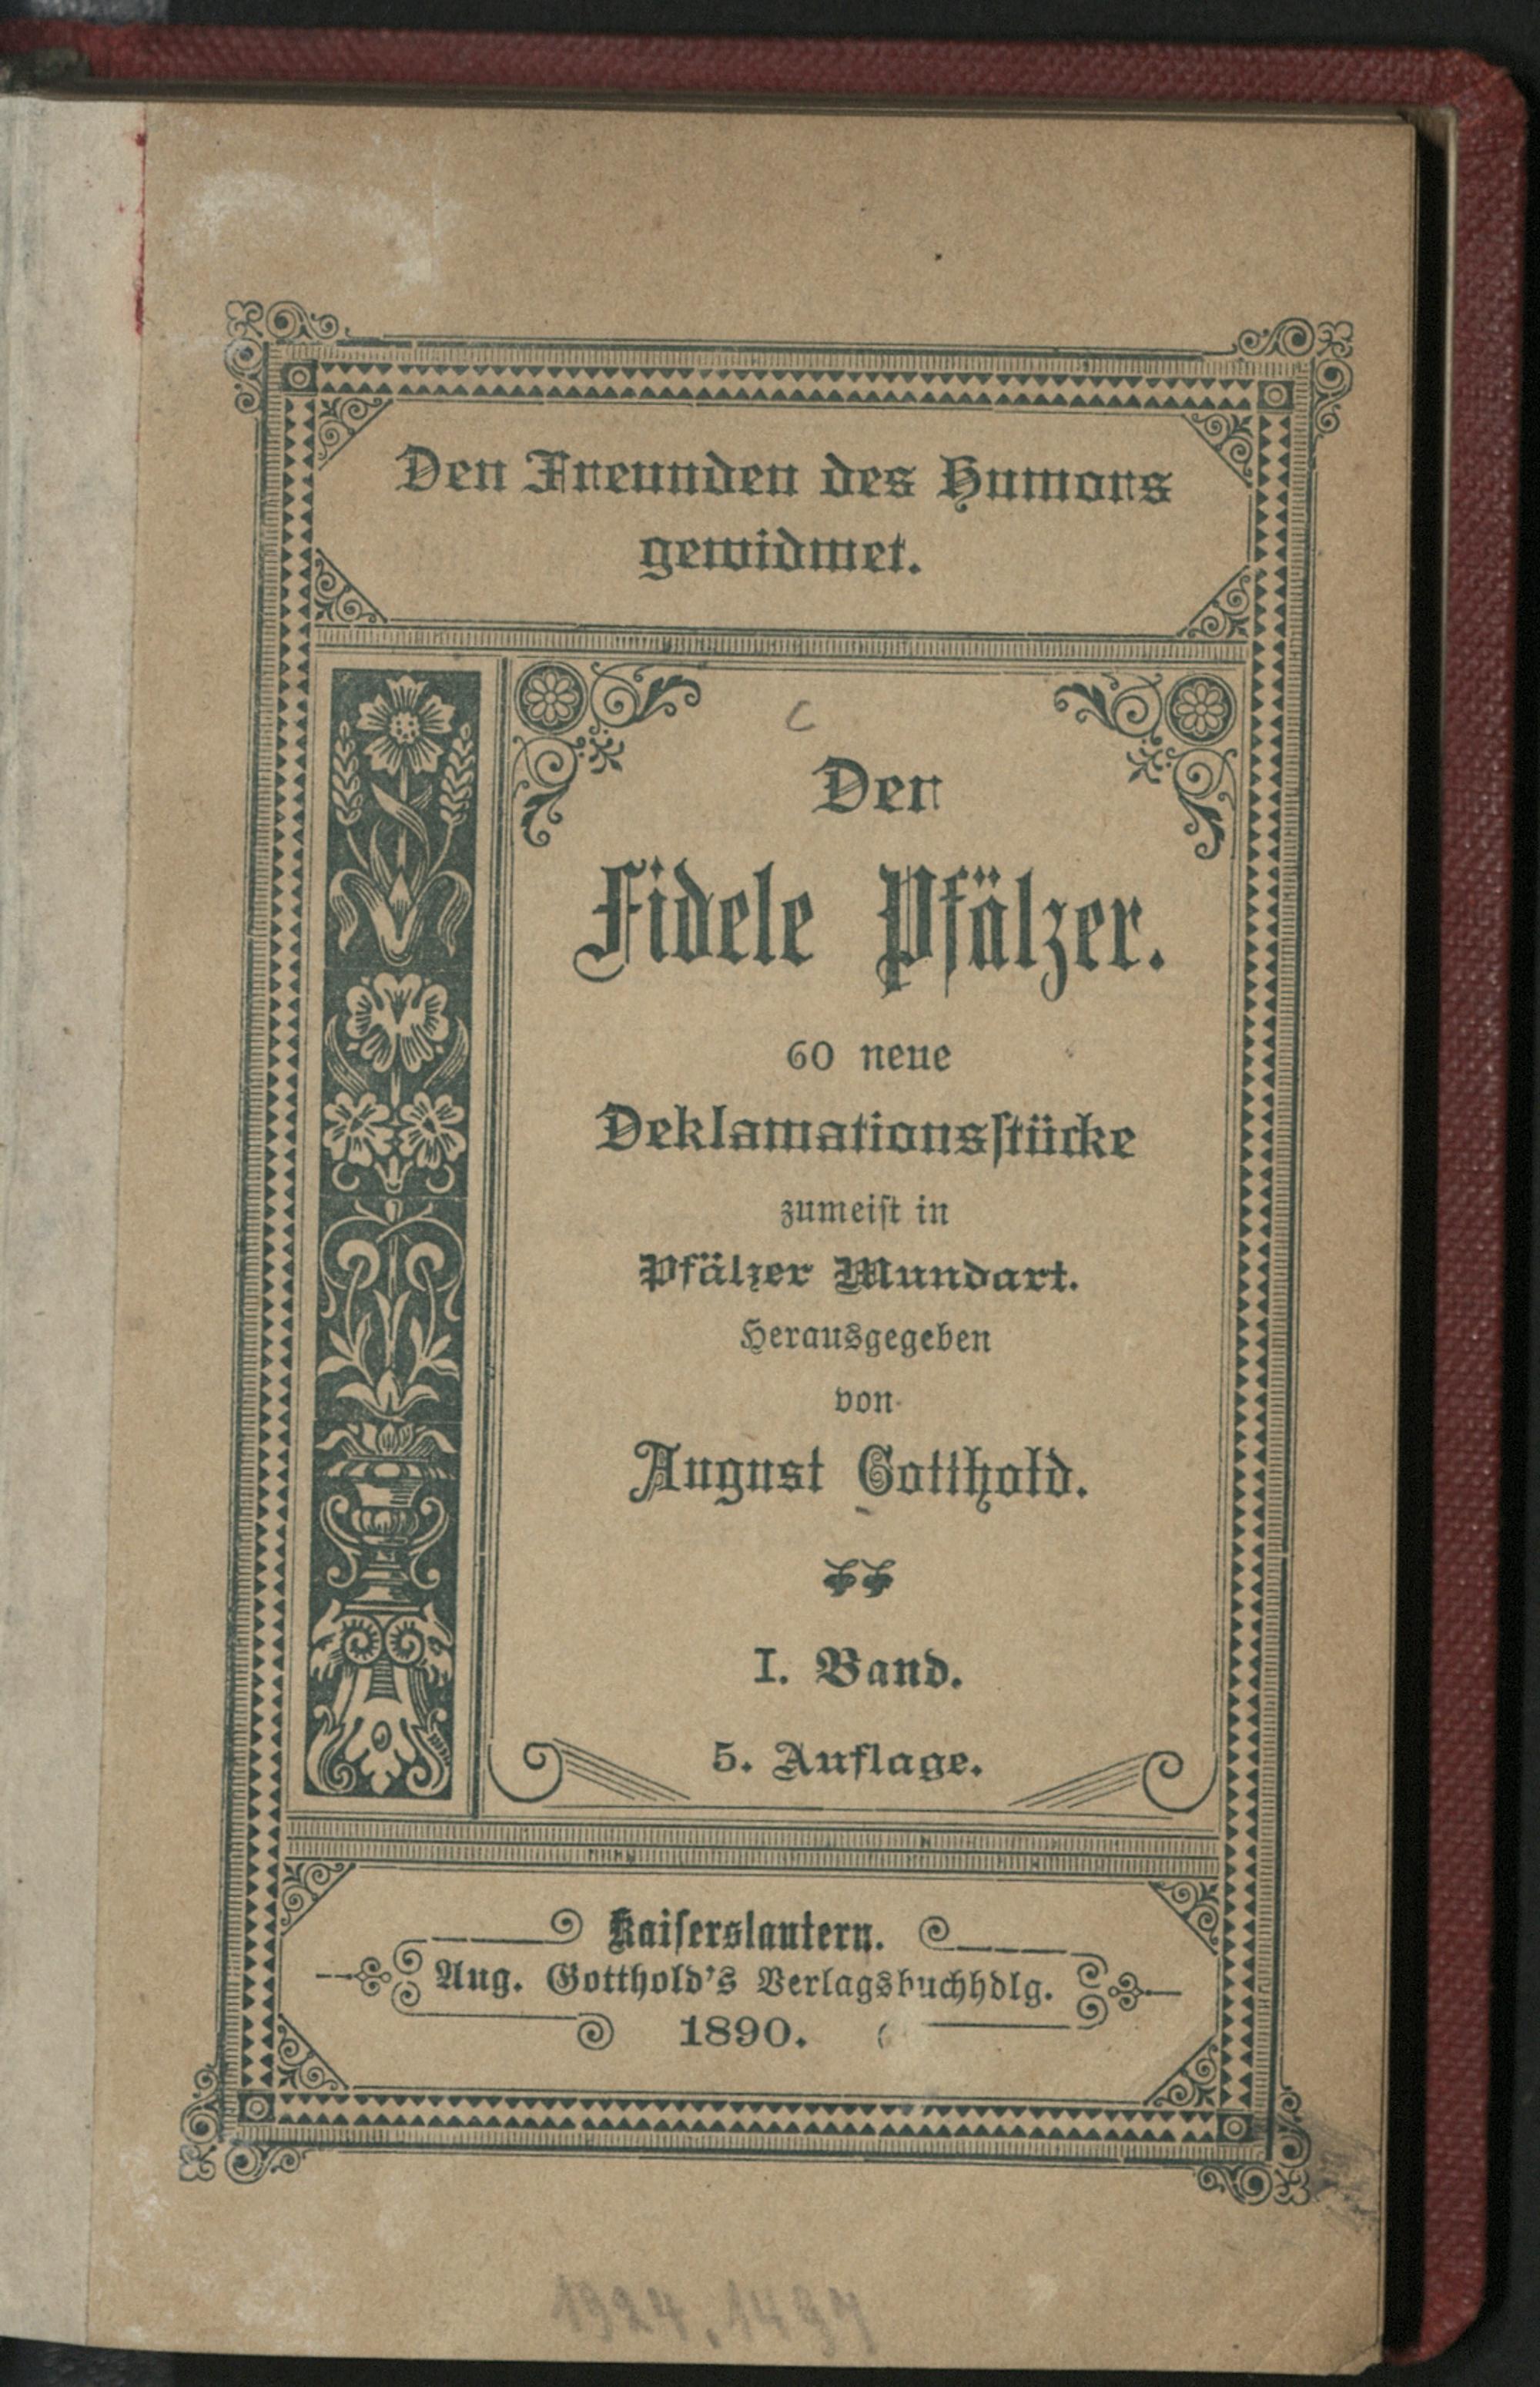 Den Freunden des Humors
gewidmet.
Der
Fidele Pfälzer.
60 neue
Deklamationsstücke
zumeist in
Pfälzer Mundart.
Herausgegeben
von
August Gotthold.
I. Band.
5. Auflage.
Kaiserslautern.
Aug. Gotthold's Verlagsbuchhdlg.
1890.
1924.1497